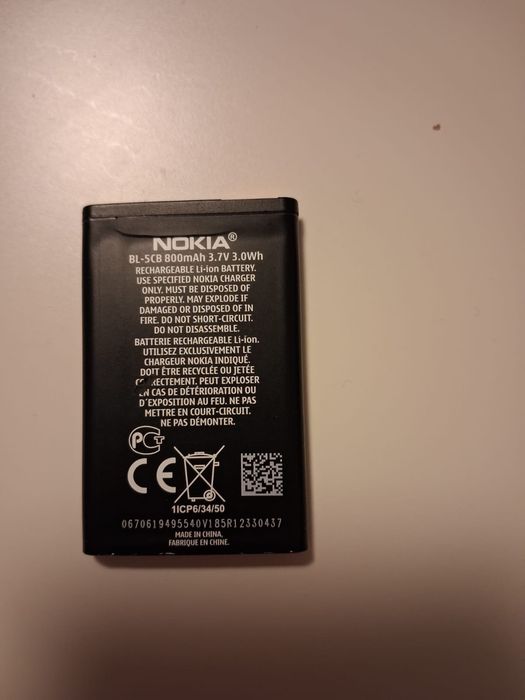 NOKIA®
BL-5CB 800mAh 3.7V 3.0Wh
RECHARGEABLE Li-ion BATTERY.
USE SPECIFIED NOKIA CHARGER
ONLY. MUST BE DISPOSED OF
PROPERLY. MAY EXPLODE IF
DAMAGED OR DISPOSED OF IN
FIRE. DO NOT SHORT-CIRCUIT.
DO NOT DISASSEMBLE.
BATTERIE RECHARGEABLE Li-ion.
UTILISEZ EXCLUSIVEMENT LE
CHARGEUR NOKIA INDIQUÉ.
DOIT ÊTRE RECYCLÉE OU JETÉE
RECTEMENT. PEUT EXPLOSER
EN CAS DE DÉTÉRIORATION OU
D'EXPOSITION AU FEU. NE PAS
METTRE EN COURT-CIRCUIT.
NE PAS DÉMONTER.
PCT
CE
1ICP6/34/50
0670619495540V185R12330437
MADE IN CHINA.
FABRIQUE EN CHINE.